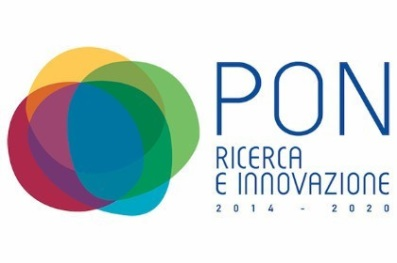 PON
RICERCA
E INNOVAZIONE
2014 - 2020